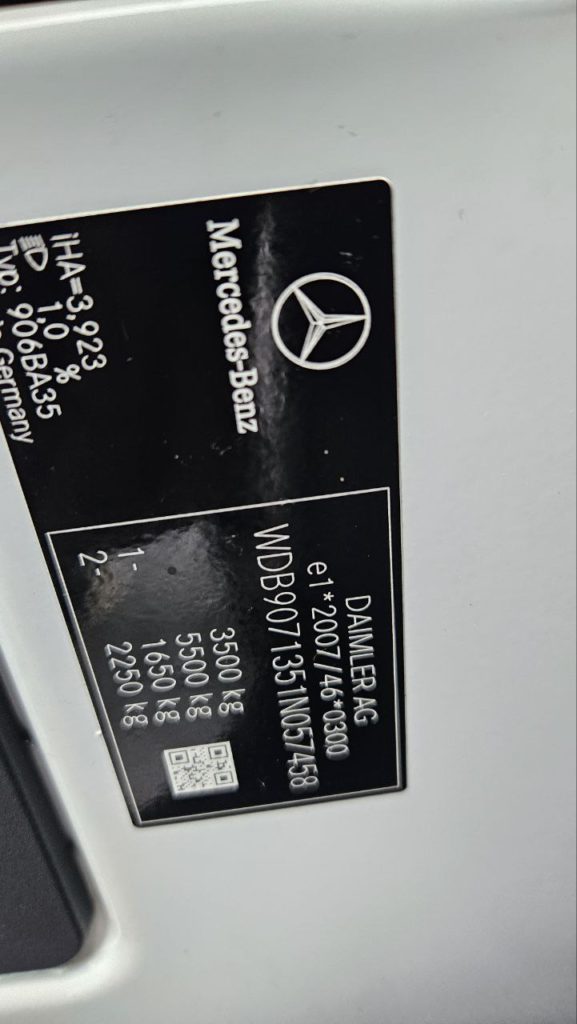 Mercedes-Benz
iHA=3,923
1,0 %
Typ: 906BA35
Germany
DAIMLER AG
e1*2007//46*0300
WDB9071351N057458
3500 kg
5500 kg
1- 1650 kg
2- 2250 kg